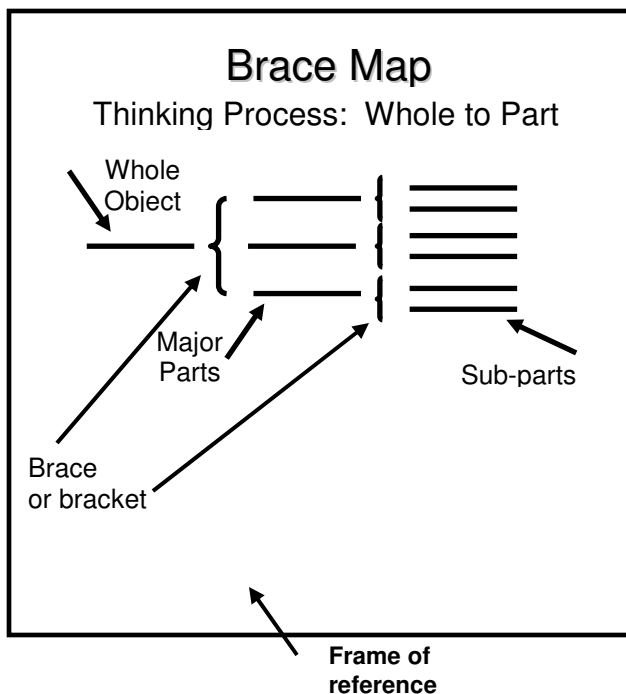 Brace Map
Thinking Process: Whole to Part
Whole
Object
Major
Parts
Sub-parts
Brace
or bracket
Frame of
reference